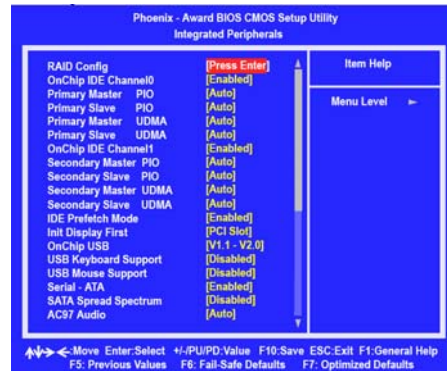 Phoenix - Award BIOS CMOS Setup Utility
Integrated Peripherals
RAID Config [Press Enter]
OnChip IDE Channel0 [Enabled]
Primary Master PIO [Auto]
Primary Slave PIO [Auto]
Primary Master UDMA [Auto]
Primary Slave UDMA [Auto]
OnChip IDE Channel1 [Enabled]
Secondary Master PIO [Auto]
Secondary Slave PIO [Auto]
Secondary Master UDMA [Auto]
Secondary Slave UDMA [Auto]
IDE Prefetch Mode [Enabled]
Init Display First [PCI Slot]
OnChip USB [V1.1 - V2.0]
USB Keyboard Support [Disabled]
USB Mouse Support [Disabled]
Serial - ATA [Enabled]
SATA Spread Spectrum [Disabled]
AC97 Audio [Auto]
Item Help
Menu Level ►
:Move Enter:Select +/-/PU/PD:Value F10:Save ESC:Exit F1:General Help
F5: Previous Values F6: Fail-Safe Defaults F7: Optimized Defaults